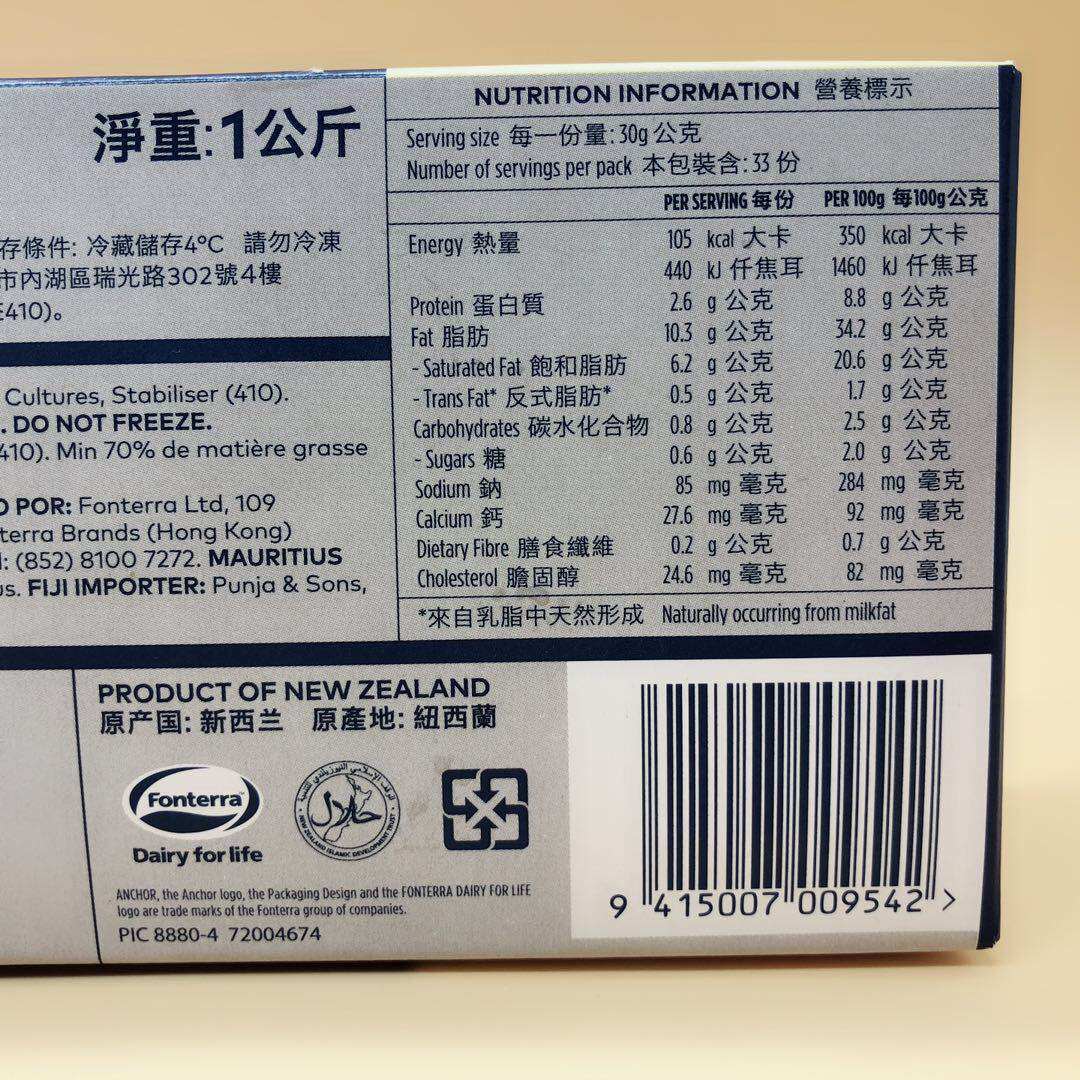 淨重:1公斤
存條件: 冷藏儲存4°C 請勿冷凍
市內湖區瑞光路302號4樓
E410)。
Cultures, Stabiliser (410).
. DO NOT FREEZE.
410). Min 70% de matière grasse
O POR: Fonterra Ltd, 109
terra Brands (Hong Kong)
l: (852) 8100 7272. MAURITIUS
us. FIJI IMPORTER: Punja & Sons,
NUTRITION INFORMATION 營養標示
Serving size 每一份量:30g 公克
Number of servings per pack 本包裝含:33 份
PER SERVING 每份 PER 100g 每100g公克
Energy 熱量 105 kcal 大卡 350 kcal 大卡
440 kJ 仟焦耳 1460 kJ 仟焦耳
Protein 蛋白質 2.6 g 公克 8.8 g 公克
Fat 脂肪 10.3 g 公克 34.2 g 公克
- Saturated Fat 飽和脂肪 6.2 g 公克 20.6 g 公克
- Trans Fat* 反式脂肪* 0.5 g 公克 1.7 g 公克
Carbohydrates 碳水化合物 0.8 g 公克 2.5 g 公克
- Sugars 糖 0.6 g 公克 2.0 g 公克
Sodium 鈉 85 mg 毫克 284 mg 毫克
Calcium 鈣 27.6 mg 毫克 92 mg 毫克
Dietary Fibre 膳食纖維 0.2 g 公克 0.7 g 公克
Cholesterol 膽固醇 24.6 mg 毫克 82 mg 毫克
*來自乳脂中天然形成 Naturally occurring from milkfat
PRODUCT OF NEW ZEALAND
原产国: 新西兰 原產地: 紐西蘭
Fonterra™
Dairy for life
حلال
NEW ZEALAND ISLAMIC DEVELOPMENT TRUST
ANCHOR, the Anchor logo, the Packaging Design and the FONTERRA DAIRY FOR LIFE
logo are trade marks of the Fonterra group of companies.
PIC 8880-4 72004674
9 415007 009542 >